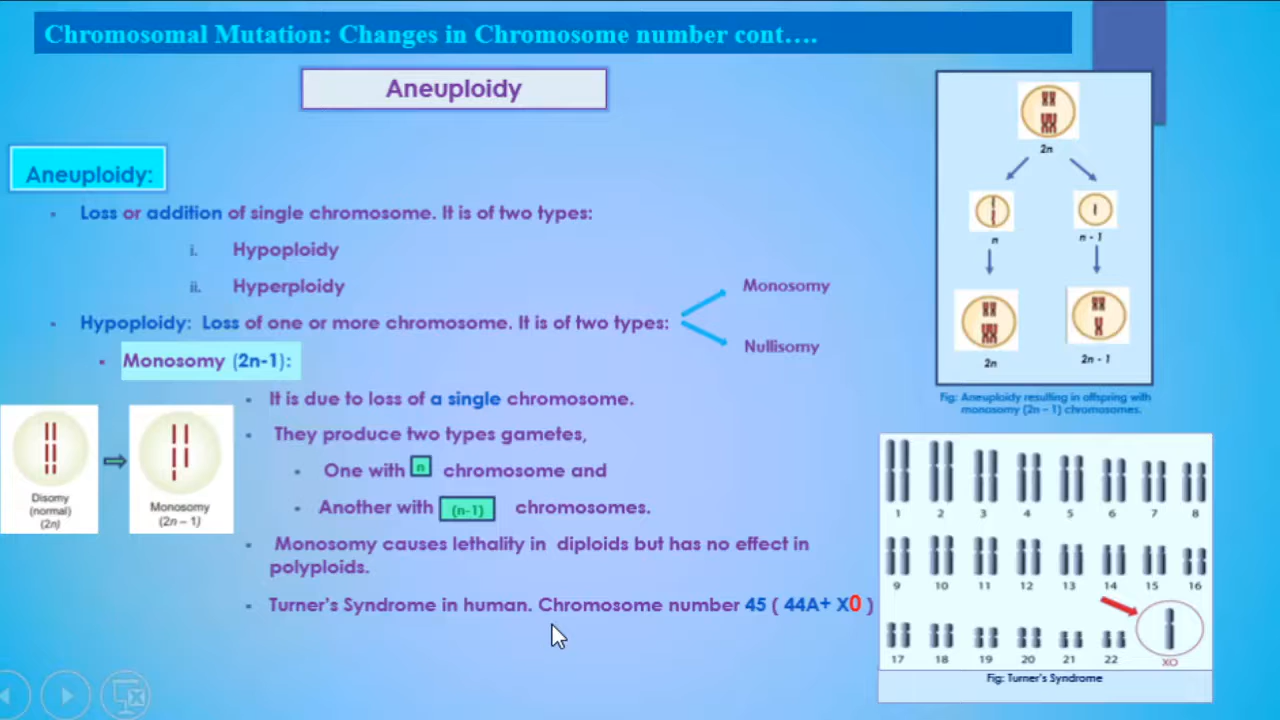 Chromosomal Mutation: Changes in Chromosome number cont….
Aneuploidy
Aneuploidy:
▪ Loss or addition of single chromosome. It is of two types:
i. Hypoploidy
ii. Hyperploidy
▪ Hypoploidy: Loss of one or more chromosome. It is of two types:
Monosomy
Nullisomy
▪ Monosomy (2n-1):
▪ It is due to loss of a single chromosome.
▪ They produce two types gametes,
▪ One with n chromosome and
▪ Another with (n-1) chromosomes.
▪ Monosomy causes lethality in diploids but has no effect in
polyploids.
▪ Turner's Syndrome in human. Chromosome number 45 ( 44A+ X0 )
Disomy
(normal)
(2n)
Monosomy
(2n – 1)
2n
n
n - 1
2n
2n - 1
Fig: Aneuploidy resulting in offspring with
monosomy (2n – 1) chromosomes.
1 2 3 4 5 6 7 8
9 10 11 12 13 14 15 16
17 18 19 20 21 22 XO
Fig: Turner's Syndrome